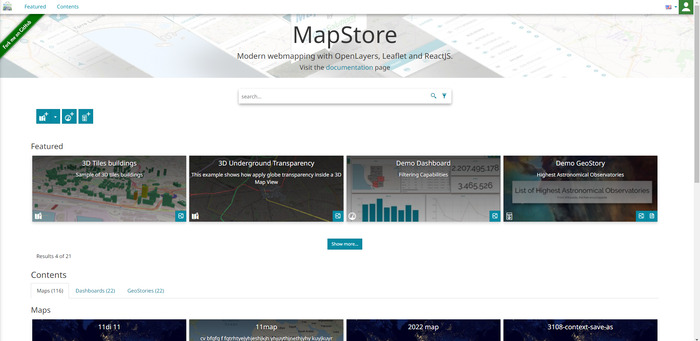 Featured
Contents
Fork me on GitHub
MapStore
Modern webmapping with OpenLayers, Leaflet and ReactJS.
Visit the documentation page
search...
Featured
3D Tiles buildings
Sample of 3D tiles buildings
3D Underground Transparency
This example shows how apply globe transparency inside a 3D
Map View
Demo Dashboard
Filtering Capabilities
2,207,495,176
3,465,526
Demo GeoStory
Highest Astronomical Observatories
List of Highest Astronomical Observatories
Show more...
Results 4 of 21
Contents
Maps (116)
Dashboards (22)
GeoStories (22)
Maps
11di 11
11map
2022 map
3108-context-save-as